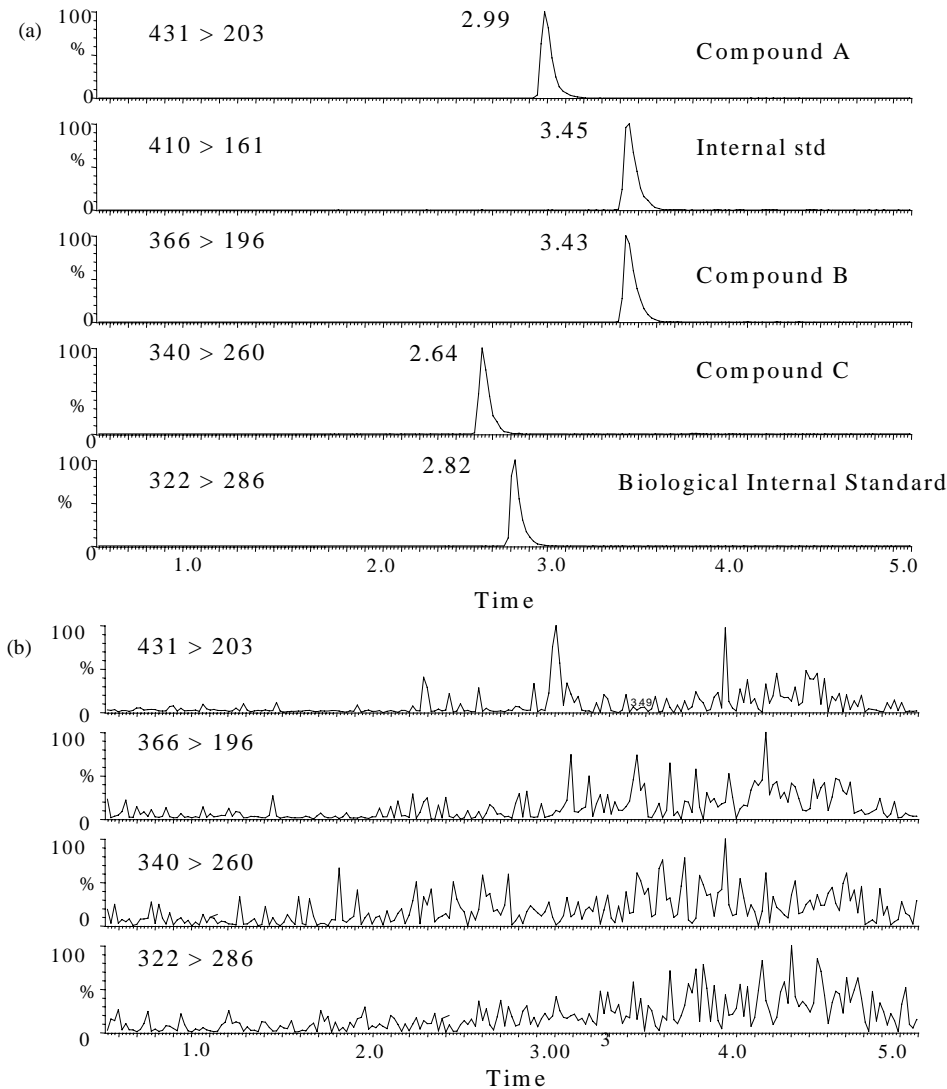 (a)
100
%
0
431 > 203
2.99
Compound A
100
%
0
410 > 161
3.45
Internal std
100
%
0
366 > 196
3.43
Compound B
100
%
0
340 > 260
2.64
Compound C
100
%
0
322 > 286
2.82
Biological Internal Standard
1.0 2.0 3.0 4.0 5.0
Time
(b)
100
%
0
431 > 203
3.49
100
%
0
366 > 196
100
%
0
340 > 260
100
%
0
322 > 286
1.0 2.0 3.00 3 4.0 5.0
Time